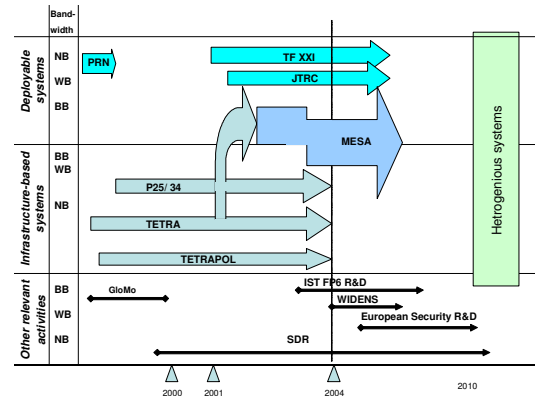 Band-
width
Deployable
systems
NB
WB
BB
PRN
TF XXI
JTRC
MESA
Infrastructure-based
systems
BB
WB
NB
P25/ 34
TETRA
TETRAPOL
Hetrogenious systems
Other relevant
activities
BB
WB
NB
GloMo
IST FP6 R&D
WIDENS
European Security R&D
SDR
2000
2001
2004
2010